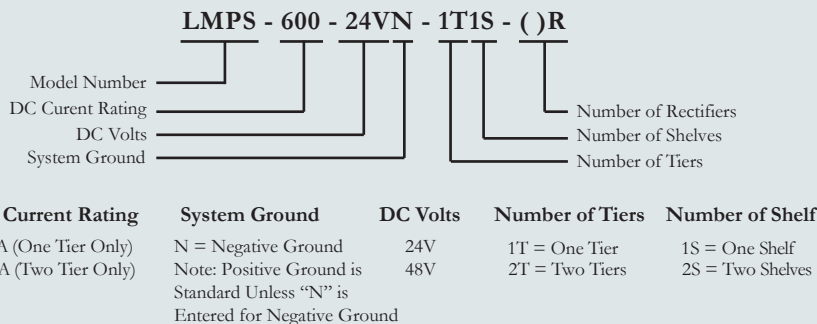 LMPS - 600 - 24VN - 1T1S - ( )R
Model Number
DC Curent Rating
DC Volts
System Ground
Number of Rectifiers
Number of Shelves
Number of Tiers
Current Rating System Ground DC Volts Number of Tiers Number of Shelf
A (One Tier Only) N = Negative Ground 24V 1T = One Tier 1S = One Shelf
A (Two Tier Only) Note: Positive Ground is 48V 2T = Two Tiers 2S = Two Shelves
Standard Unless “N” is
Entered for Negative Ground